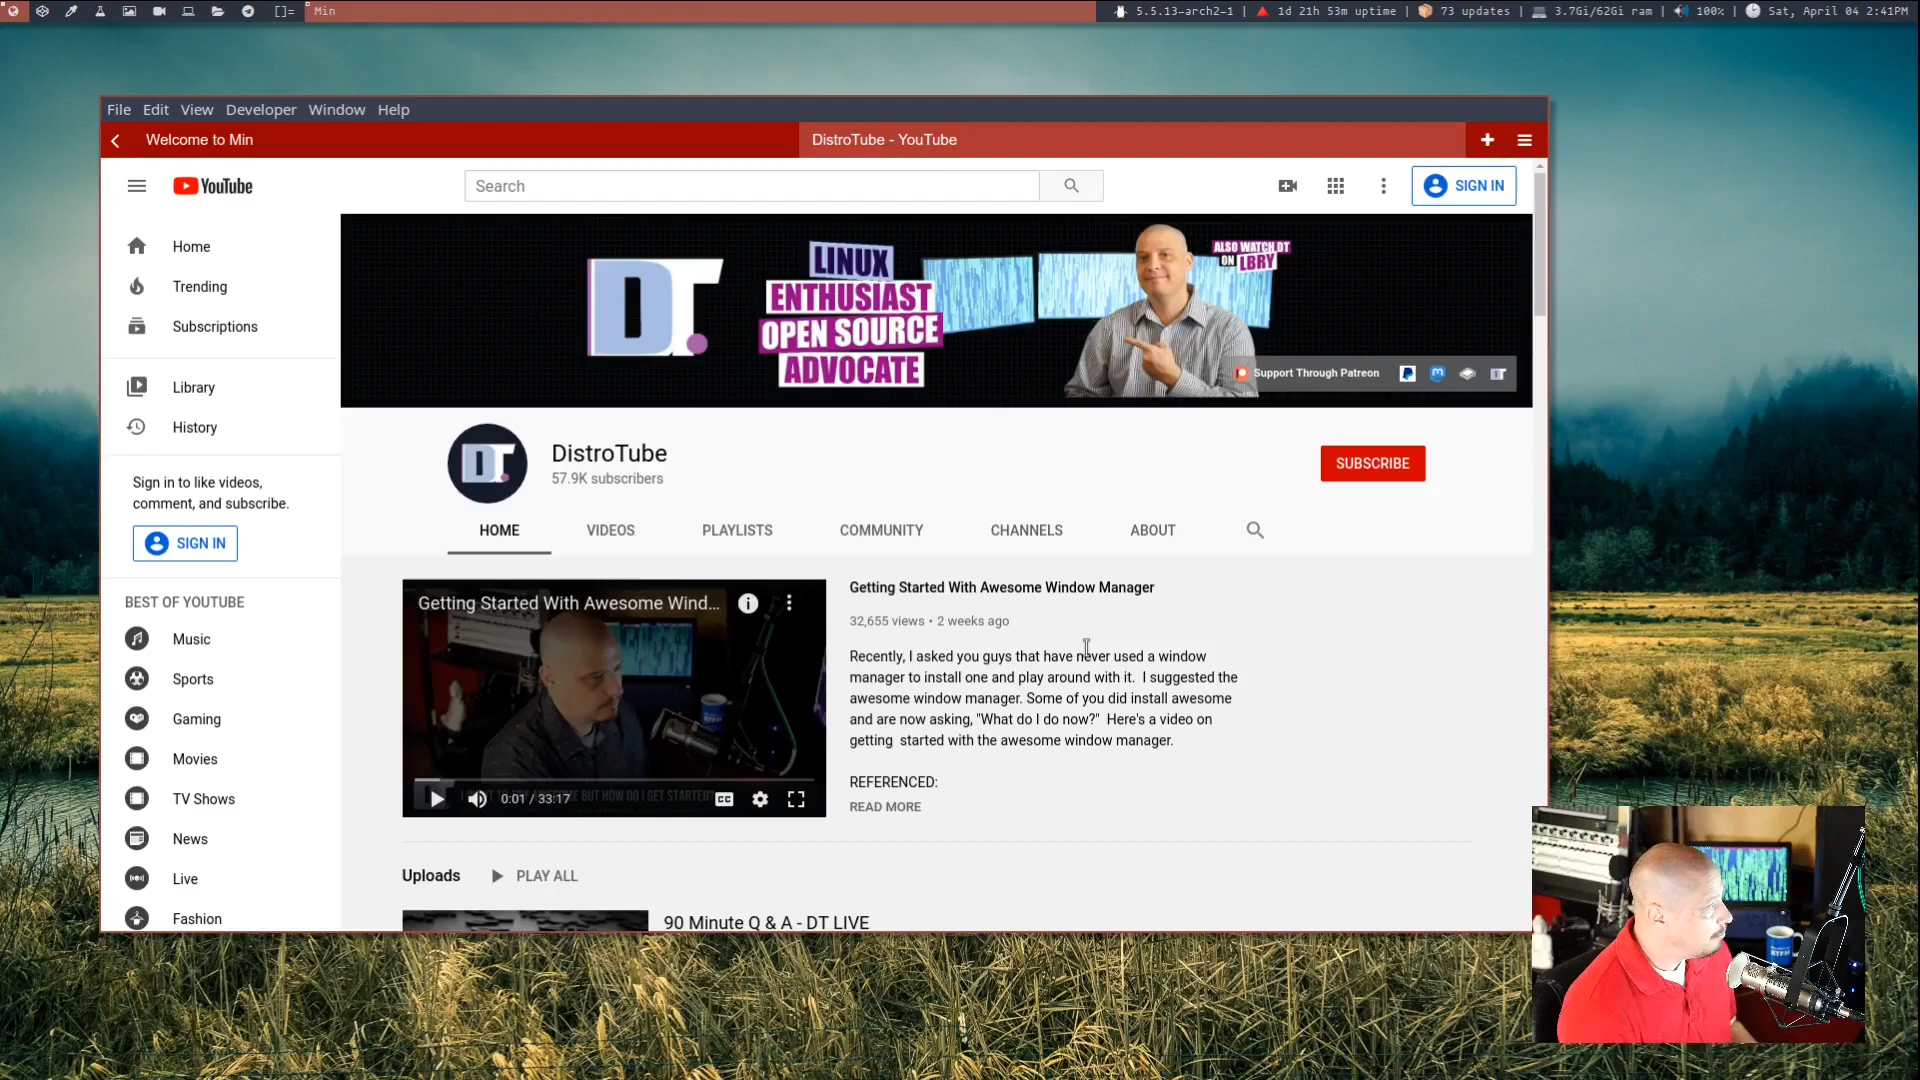 []= Min 5.5.13-arch2-1 | 1d 21h 53m uptime | 73 updates | 3.7Gi/62Gi ram | 100% | Sat, April 04 2:41PM
File Edit View Developer Window Help
Welcome to Min DistroTube - YouTube
YouTube Search SIGN IN
Home
Trending
Subscriptions
Library
History
Sign in to like videos,
comment, and subscribe.
SIGN IN
BEST OF YOUTUBE
Music
Sports
Gaming
Movies
TV Shows
News
Live
Fashion
DT.
LINUX
ENTHUSIAST
OPEN SOURCE
ADVOCATE
ALSO WATCH DT
ON LBRY
Support Through Patreon
DT
DistroTube
57.9K subscribers
SUBSCRIBE
HOME VIDEOS PLAYLISTS COMMUNITY CHANNELS ABOUT
Getting Started With Awesome Wind...
0:01 / 33:17
Getting Started With Awesome Window Manager
32,655 views • 2 weeks ago
Recently, I asked you guys that have never used a window
manager to install one and play around with it. I suggested the
awesome window manager. Some of you did install awesome
and are now asking, "What do I do now?" Here's a video on
getting started with the awesome window manager.
REFERENCED:
READ MORE
Uploads PLAY ALL
90 Minute Q & A - DT LIVE